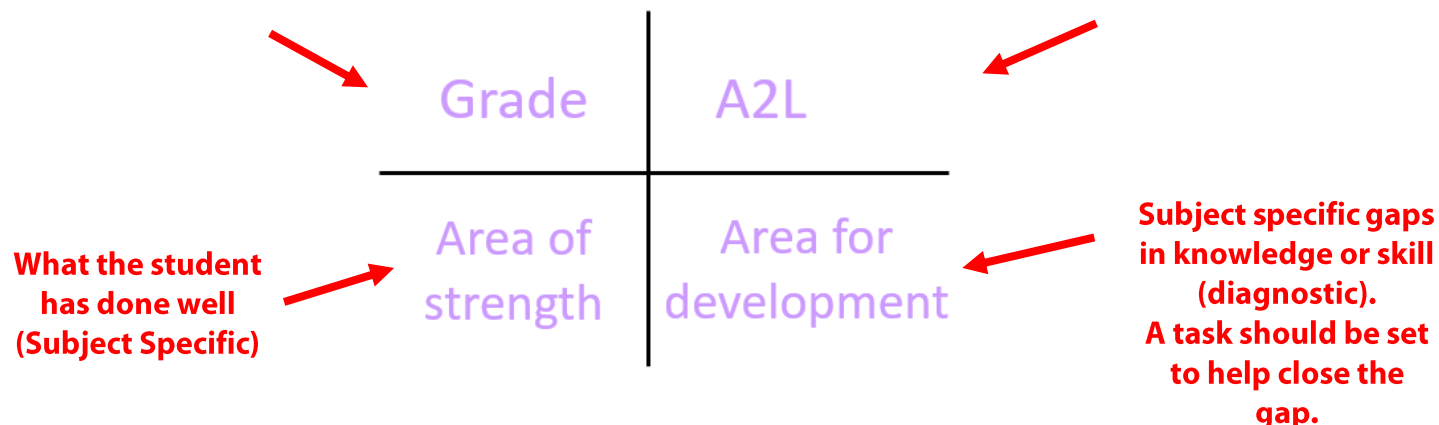 Grade
A2L
Area of
strength
Area for
development
What the student
has done well
(Subject Specific)
Subject specific gaps
in knowledge or skill
(diagnostic).
A task should be set
to help close the
gap.